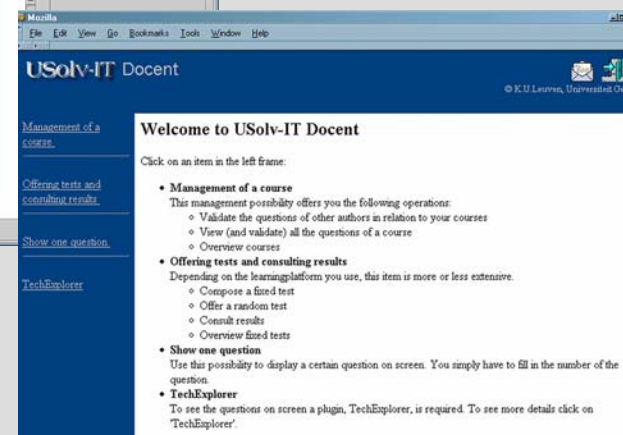 Mozilla
File Edit View Go Bookmarks Tools Window Help
USolv-IT Docent
© K.U.Leuven, Universiteit
Management of a
course.
Offering tests and
consulting results.
Show one question.
TechExplorer
Welcome to USolv-IT Docent
Click on an item in the left frame:
• Management of a course
This management possibility offers you the following operations:
◦ Validate the questions of other authors in relation to your courses
◦ View (and validate) all the questions of a course
◦ Overview courses
• Offering tests and consulting results
Depending on the learningplatform you use, this item is more or less extensive.
◦ Compose a fixed test
◦ Offer a random test
◦ Consult results
◦ Overview fixed tests
• Show one question
Use this possibility to display a certain question on screen. You simply have to fill in the number of the
question.
• TechExplorer
To see the questions on screen a plugin, TechExplorer, is required. To see more details click on
'TechExplorer'.